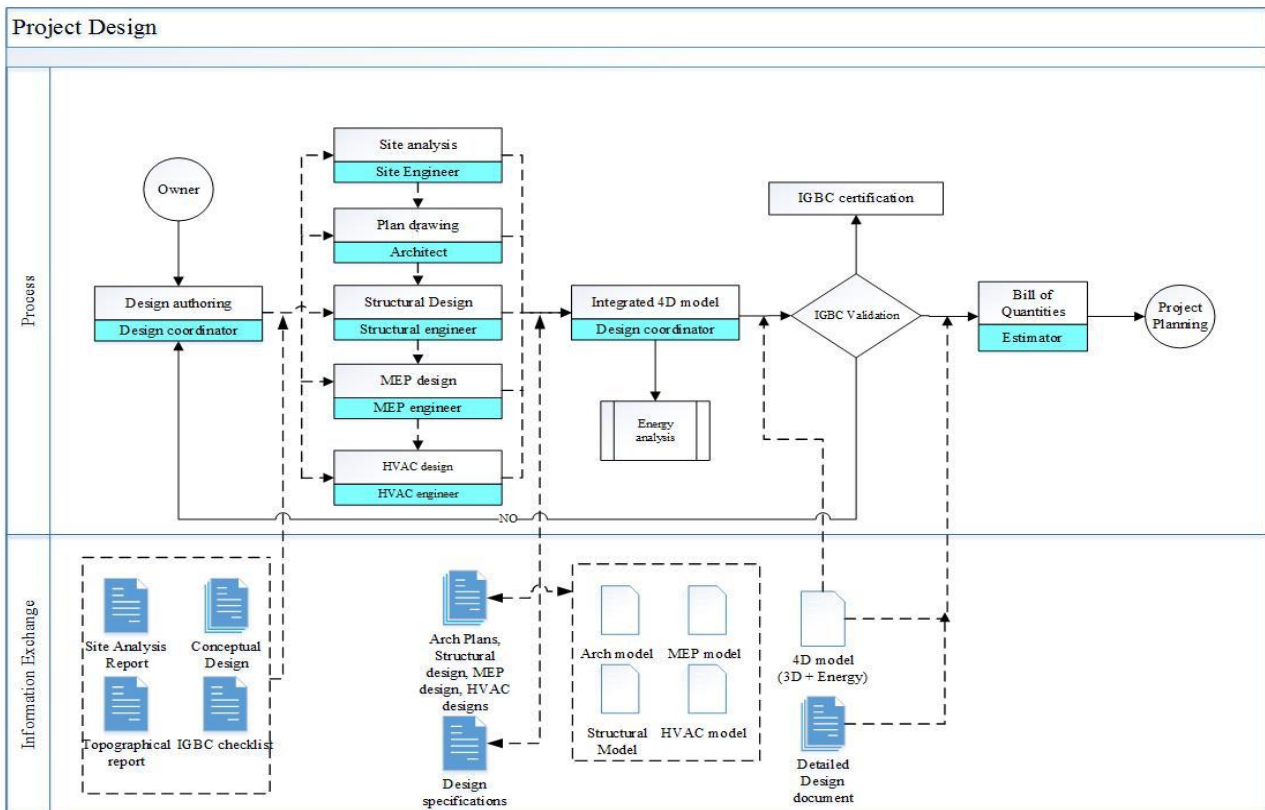 Project Design
Process
Owner
Design authoring
Design coordinator
Site analysis
Site Engineer
Plan drawing
Architect
Structural Design
Structural engineer
MEP design
MEP engineer
HVAC design
HVAC engineer
Integrated 4D model
Design coordinator
Energy
analysis
IGBC certification
IGBC Validation
NO
Bill of
Quantities
Estimator
Project
Planning
Information Exchange
Site Analysis
Report
Conceptual
Design
Topographical
report
IGBC checklist
Arch Plans,
Structural
design, MEP
design, HVAC
designs
Design
specifications
Arch model
MEP model
Structural
Model
HVAC model
4D model
(3D + Energy)
Detailed
Design
document